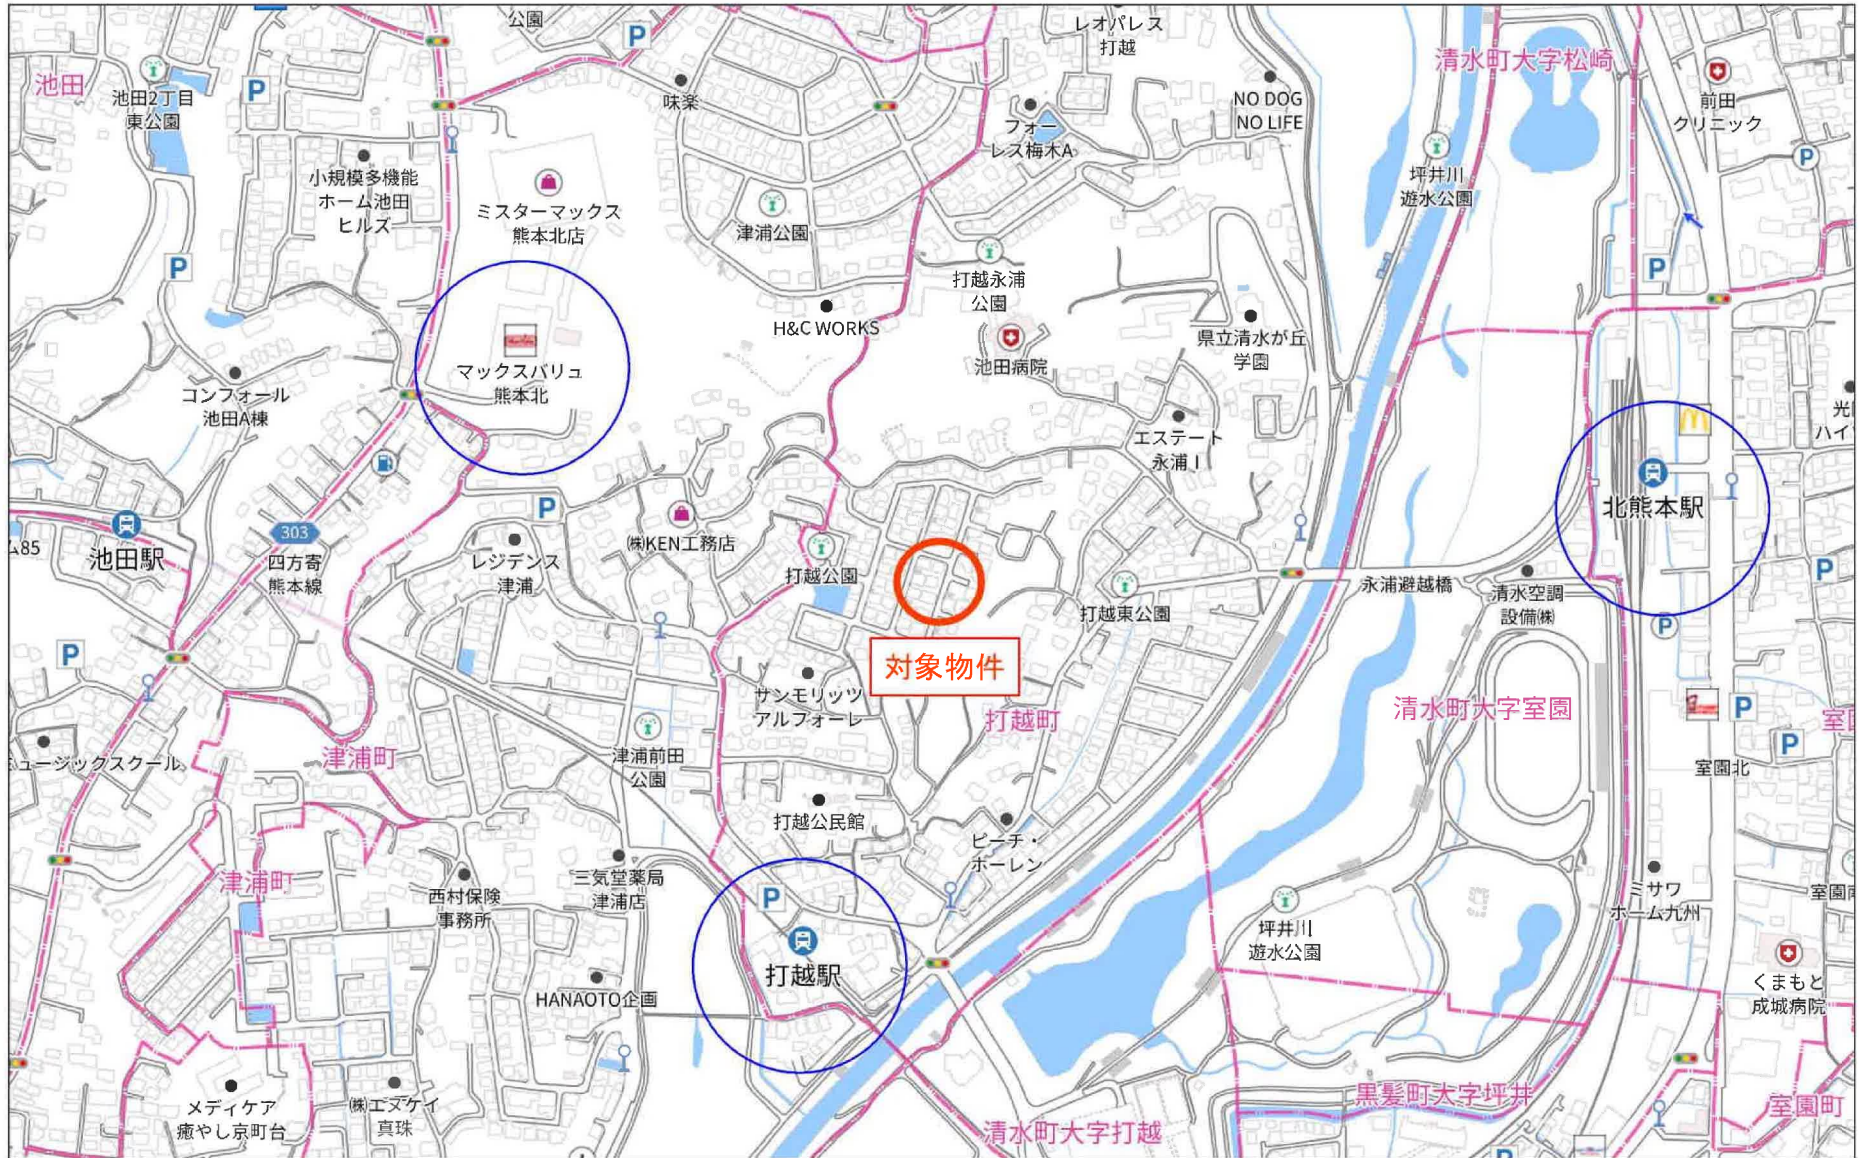 公園
レオパレス
打越
清水町大字松崎
池田
池田2丁目
東公園
P
P
味楽
NO DOG
NO LIFE
前田
クリニック
フォー
レス梅木A
P
小規模多機能
ホーム池田
ヒルズ
ミスターマックス
熊本北店
津浦公園
坪井川
遊水公園
P
打越永浦
公園
P
H&C WORKS
池田病院
県立清水が丘
学園
マックスバリュ
熊本北
コンフォール
池田A棟
エステート
永浦Ⅰ
光
ハイ
北熊本駅
P
303
池田駅
ム85
四方寄
熊本線
レジデンス
津浦
㈱KEN工務店
打越公園
打越東公園
永浦避越橋
清水空調
設備㈱
P
P
P
対象物件
サンモリッツ
アルフォーレ
打越町
清水町大字室園
P
室園
P
ュージックスクール
津浦町
津浦前田
公園
室園北
打越公民館
ピーチ・
ホーレン
津浦町
西村保険
事務所
三気堂薬局
津浦店
P
ミサワ
ホーム九州
室園南
坪井川
遊水公園
打越駅
HANAOTO企画
くまもと
成城病院
メディケア
癒やし京町台
㈱エヌケイ
真珠
黒髪町大字坪井
室園町
清水町大字打越
P